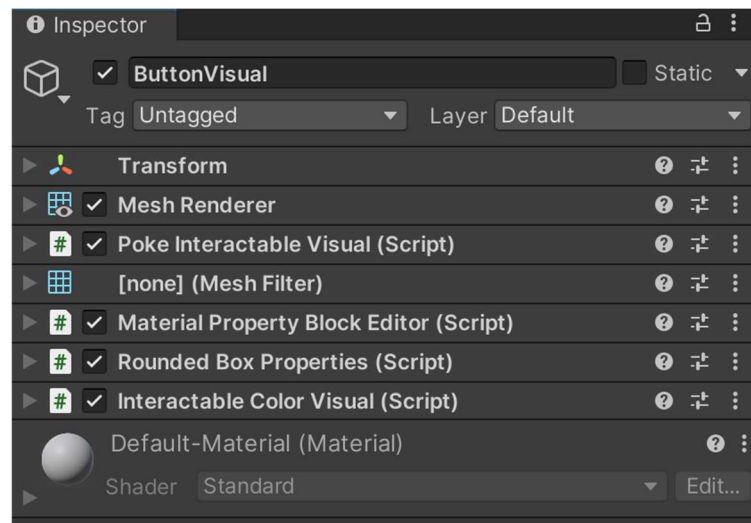 Inspector
ButtonVisual
Static
Tag Untagged
Layer Default
Transform
Mesh Renderer
Poke Interactable Visual (Script)
[none] (Mesh Filter)
Material Property Block Editor (Script)
Rounded Box Properties (Script)
Interactable Color Visual (Script)
Default-Material (Material)
Shader Standard
Edit...